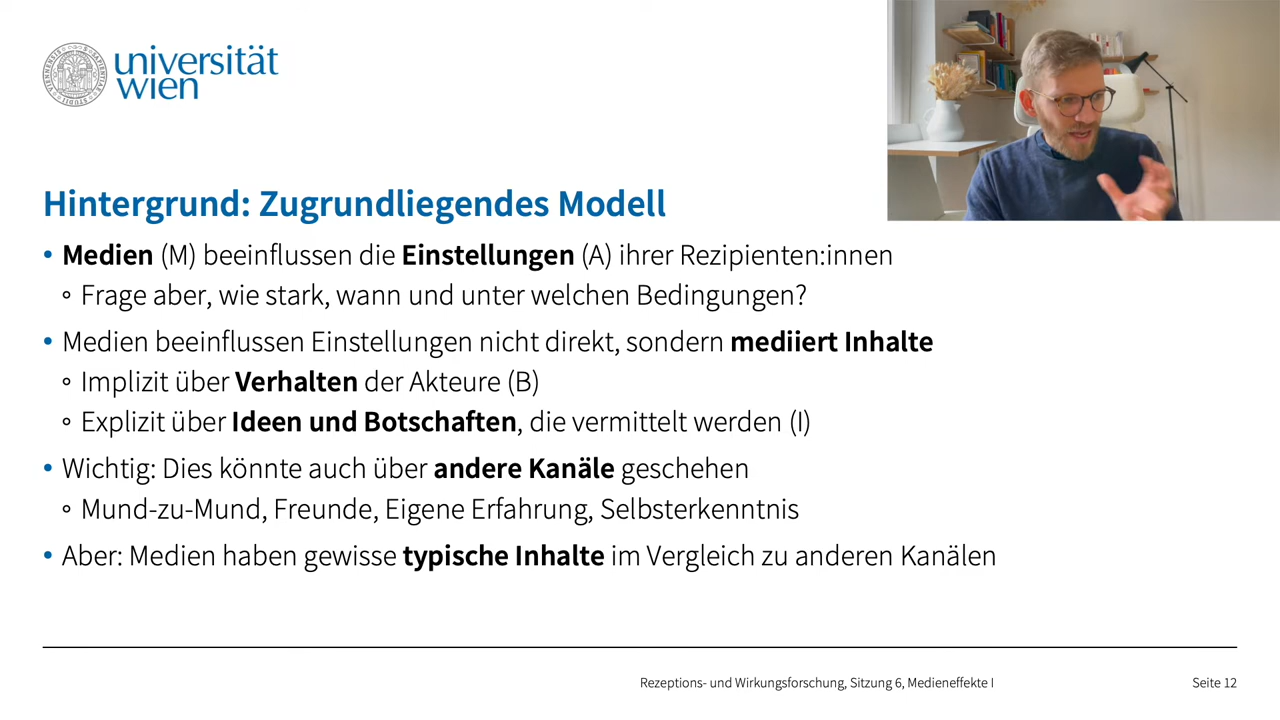 universität
wien
Hintergrund: Zugrundliegendes Modell
• Medien (M) beeinflussen die Einstellungen (A) ihrer Rezipienten:innen
◦ Frage aber, wie stark, wann und unter welchen Bedingungen?
• Medien beeinflussen Einstellungen nicht direkt, sondern mediiert Inhalte
◦ Implizit über Verhalten der Akteure (B)
◦ Explizit über Ideen und Botschaften, die vermittelt werden (I)
• Wichtig: Dies könnte auch über andere Kanäle geschehen
◦ Mund-zu-Mund, Freunde, Eigene Erfahrung, Selbsterkenntnis
• Aber: Medien haben gewisse typische Inhalte im Vergleich zu anderen Kanälen
Rezeptions- und Wirkungsforschung, Sitzung 6, Medieneffekte I
Seite 12